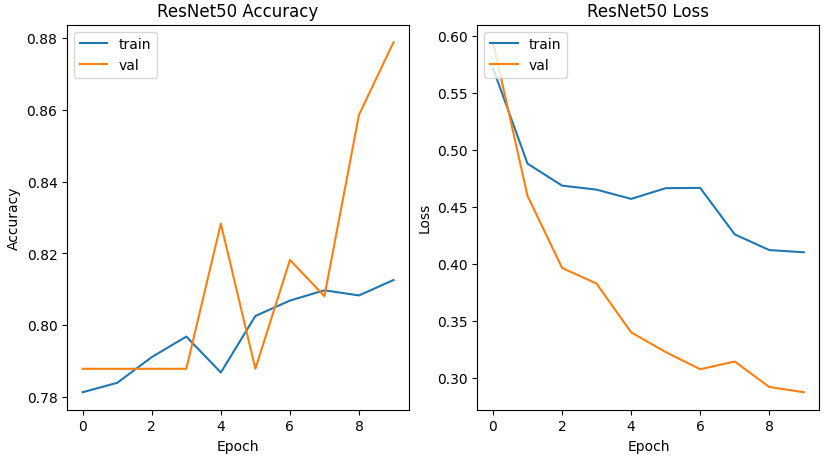 ResNet50 Accuracy
train
val
0.88
0.86
0.84
0.82
0.80
0.78
Accuracy
0
2
4
6
8
Epoch
ResNet50 Loss
train
val
0.60
0.55
0.50
0.45
0.40
0.35
0.30
Loss
0
2
4
6
8
Epoch